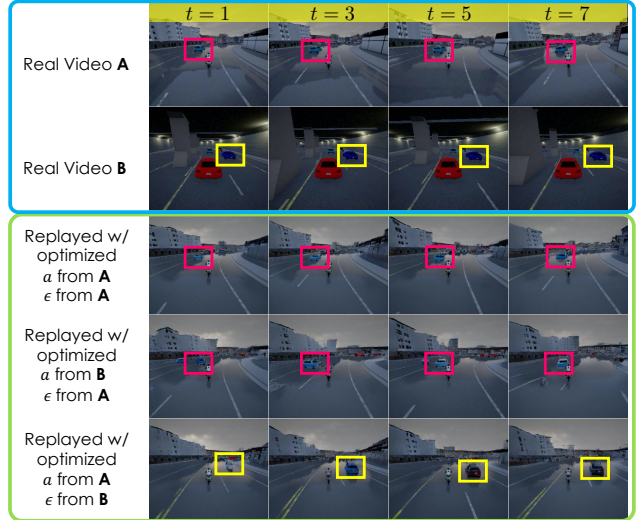 t = 1 t = 3 t = 5 t = 7
Real Video A
Real Video B
Replayed w/
optimized
a from A
ϵ from A
Replayed w/
optimized
a from B
ϵ from A
Replayed w/
optimized
a from A
ϵ from B